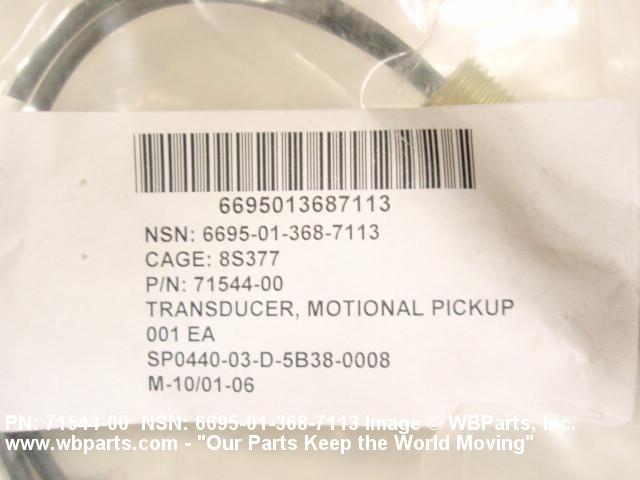 6695013687113
NSN: 6695-01-368-7113
CAGE: 8S377
P/N: 71544-00
TRANSDUCER, MOTIONAL PICKUP
001 EA
SP0440-03-D-5B38-0008
M-10/01-06
PN: 71544-00 NSN: 6695-01-368-7113 Image © WBParts, Inc.
www.wbparts.com - "Our Parts Keep the World Moving"